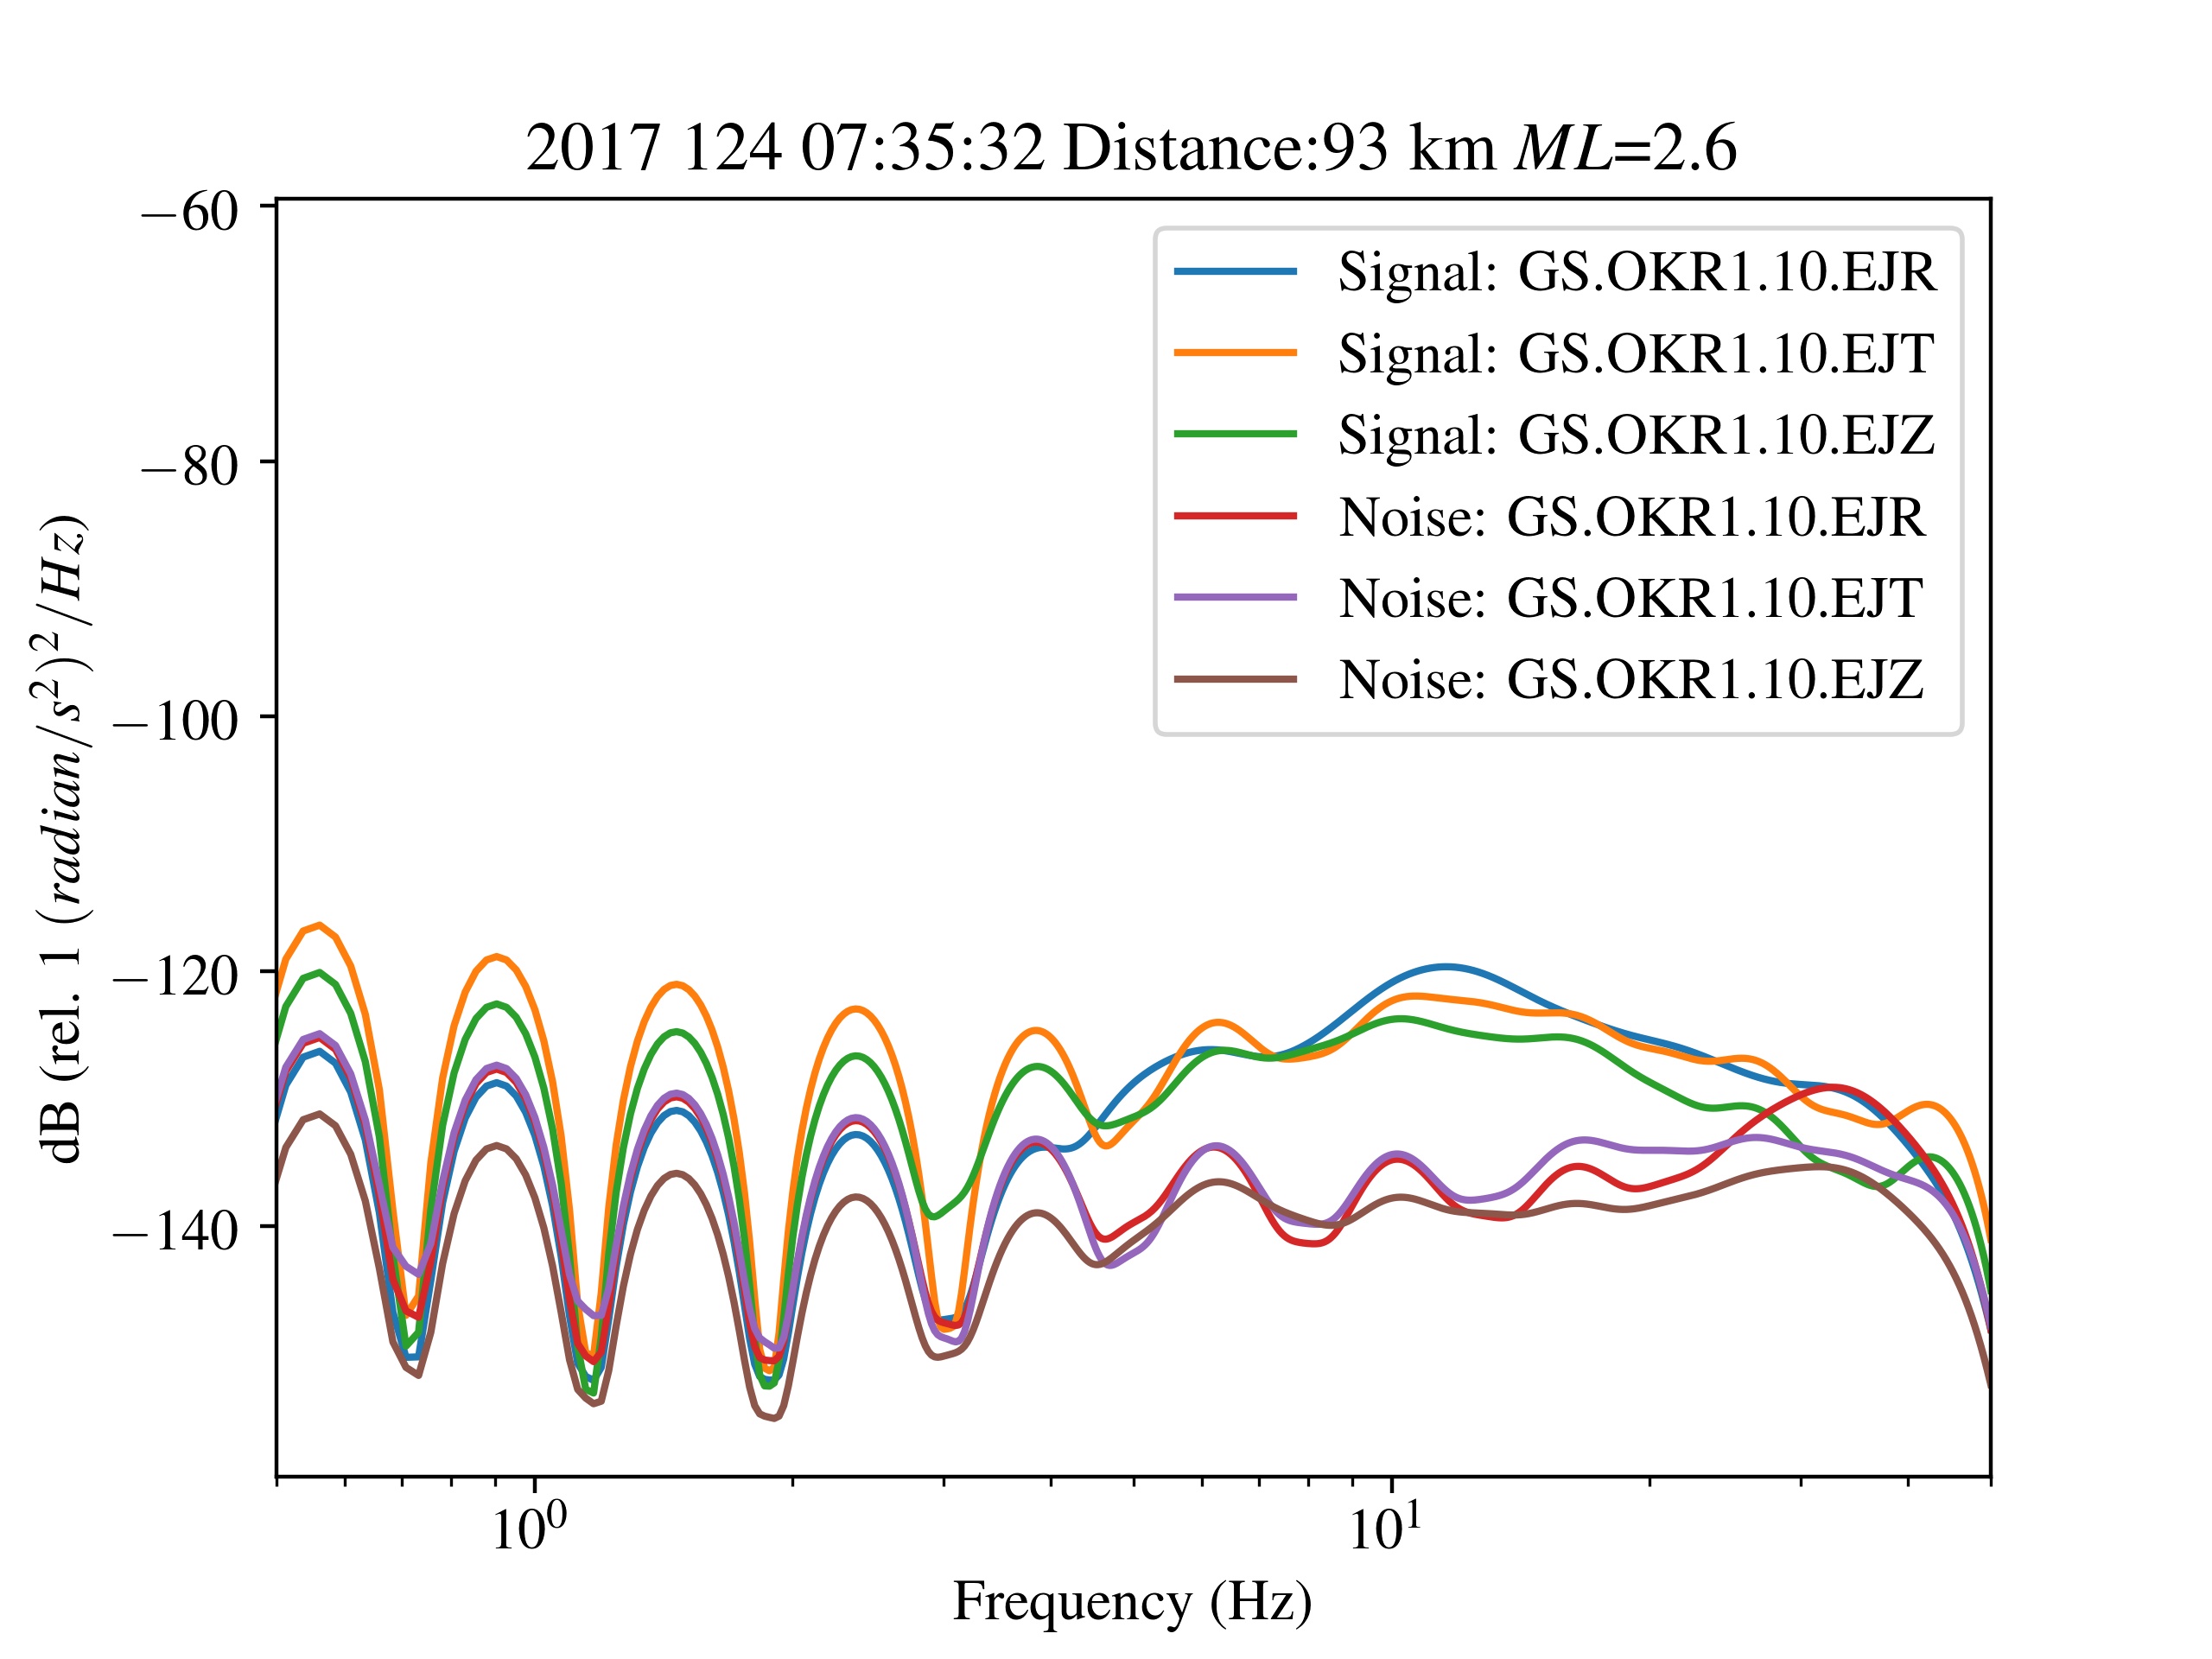 2017 124 07:35:32 Distance:93 km ML=2.6
−60
−80
−100
−120
−140
dB (rel. 1 (radian/s²)²/Hz)
Signal: GS.OKR1.10.EJR
Signal: GS.OKR1.10.EJT
Signal: GS.OKR1.10.EJZ
Noise: GS.OKR1.10.EJR
Noise: GS.OKR1.10.EJT
Noise: GS.OKR1.10.EJZ
10⁰ 10¹
Frequency (Hz)